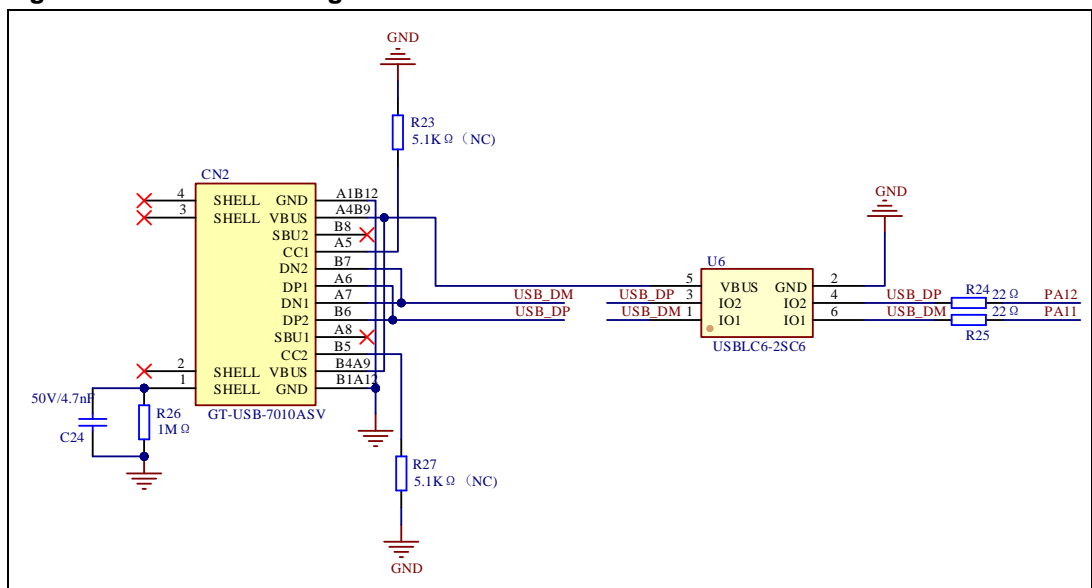 GND
R23
5.1KΩ（NC)
CN2
4 SHELL GND A1B12
3 SHELL VBUS A4B9
SBU2 B8
CC1 A5
DN2 B7
DP1 A6
DN1 A7
DP2 B6
SBU1 A8
CC2 B5
2 SHELL VBUS B4A9
1 SHELL GND B1A12
GT-USB-7010ASV
50V/4.7nF
C24
R26
1MΩ
R27
5.1KΩ（NC)
GND
USB_DM
USB_DP
GND
U6
5 VBUS GND 2
USB_DP 3 IO2 IO2 4 USB_DP R24 22Ω PA12
USB_DM 1 IO1 IO1 6 USB_DM R25 22Ω PA11
USBLC6-2SC6